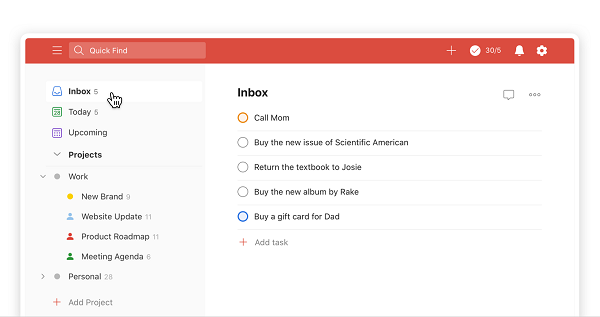 Quick Find
30/5
Inbox 5
28
Today 5
Upcoming
Projects
Work
New Brand 9
Website Update 11
Product Roadmap 11
Meeting Agenda 6
Personal 28
Add Project
Inbox
Call Mom
Buy the new issue of Scientific American
Return the textbook to Josie
Buy the new album by Rake
Buy a gift card for Dad
Add task